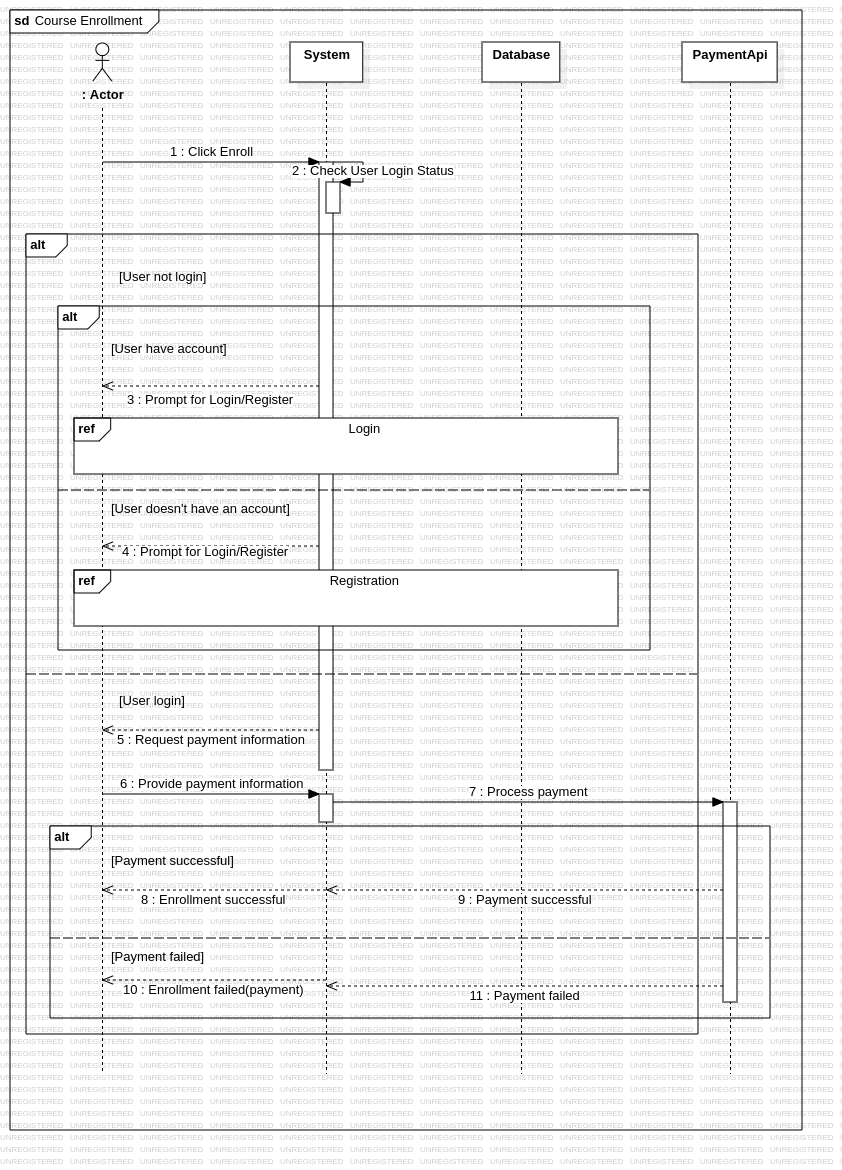 sd Course Enrollment
System
Database
PaymentApi
: Actor
1 : Click Enroll
2 : Check User Login Status
alt
[User not login]
alt
[User have account]
3 : Prompt for Login/Register
ref
Login
[User doesn't have an account]
4 : Prompt for Login/Register
ref
Registration
[User login]
5 : Request payment information
6 : Provide payment information
7 : Process payment
alt
[Payment successful]
8 : Enrollment successful
9 : Payment successful
[Payment failed]
10 : Enrollment failed(payment)
11 : Payment failed
UNREGISTERED